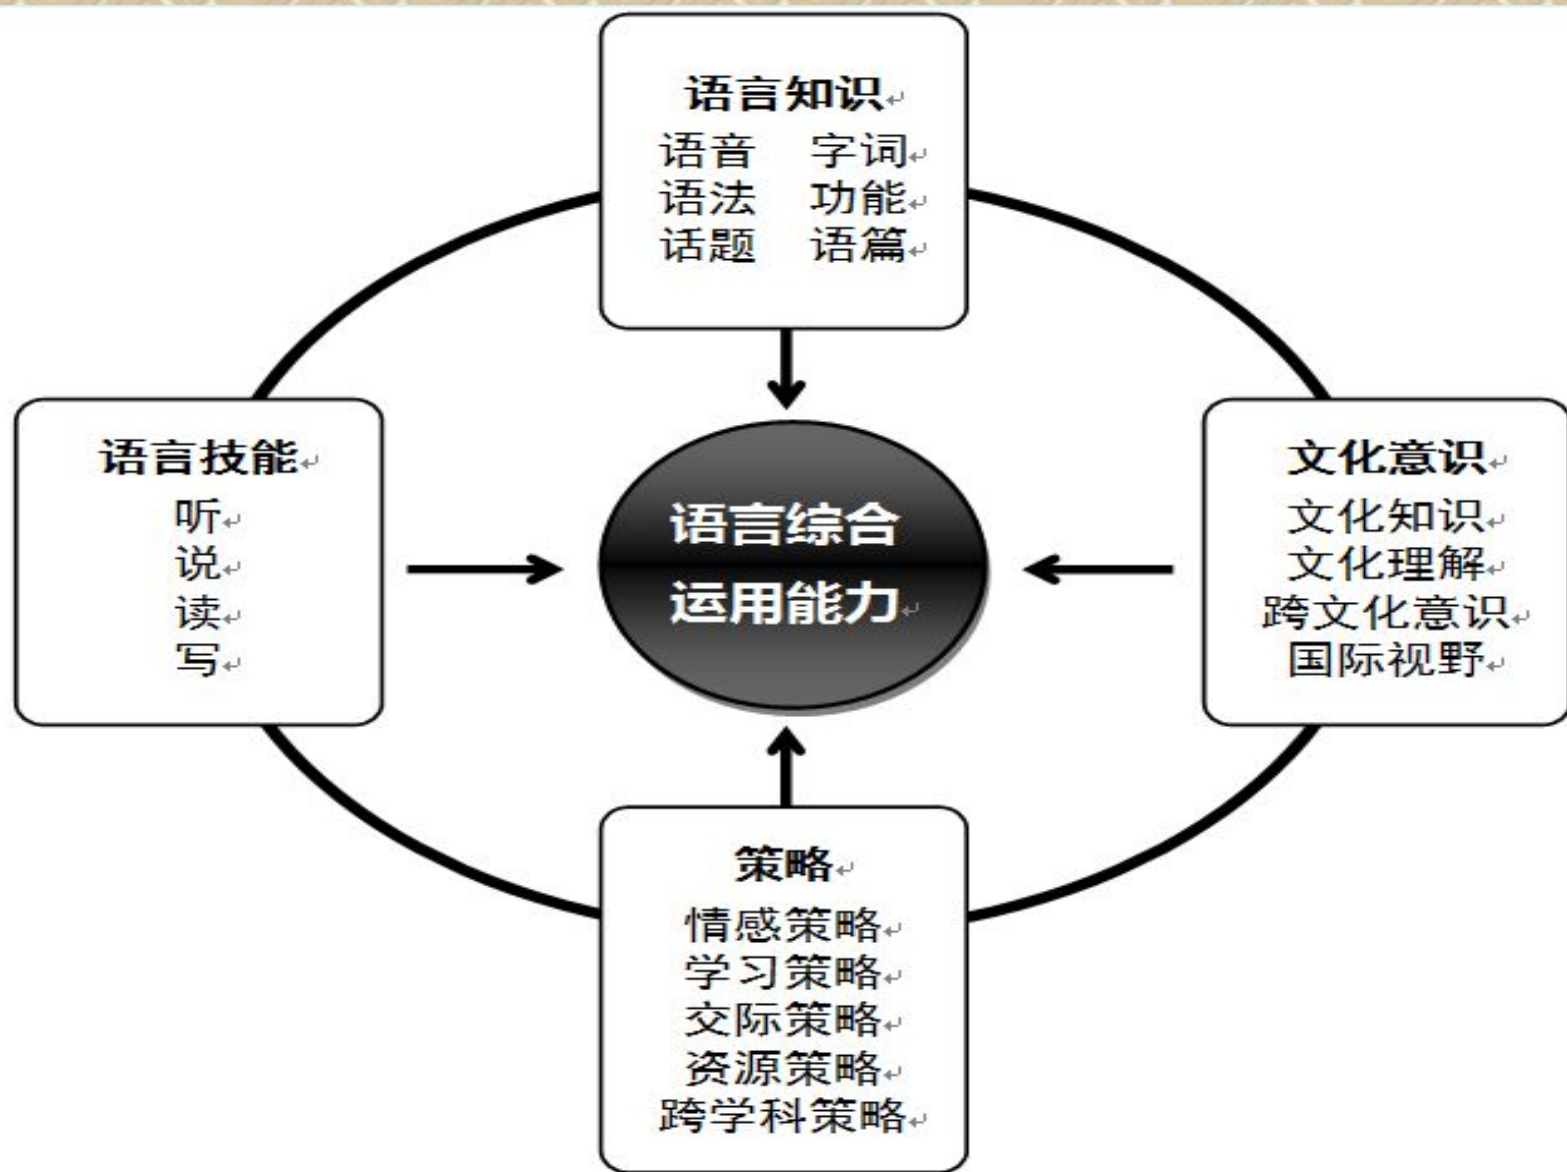 语言知识
语音 字词
语法 功能
话题 语篇
语言技能
听
说
读
写
语言综合
运用能力
文化意识
文化知识
文化理解
跨文化意识
国际视野
策略
情感策略
学习策略
交际策略
资源策略
跨学科策略